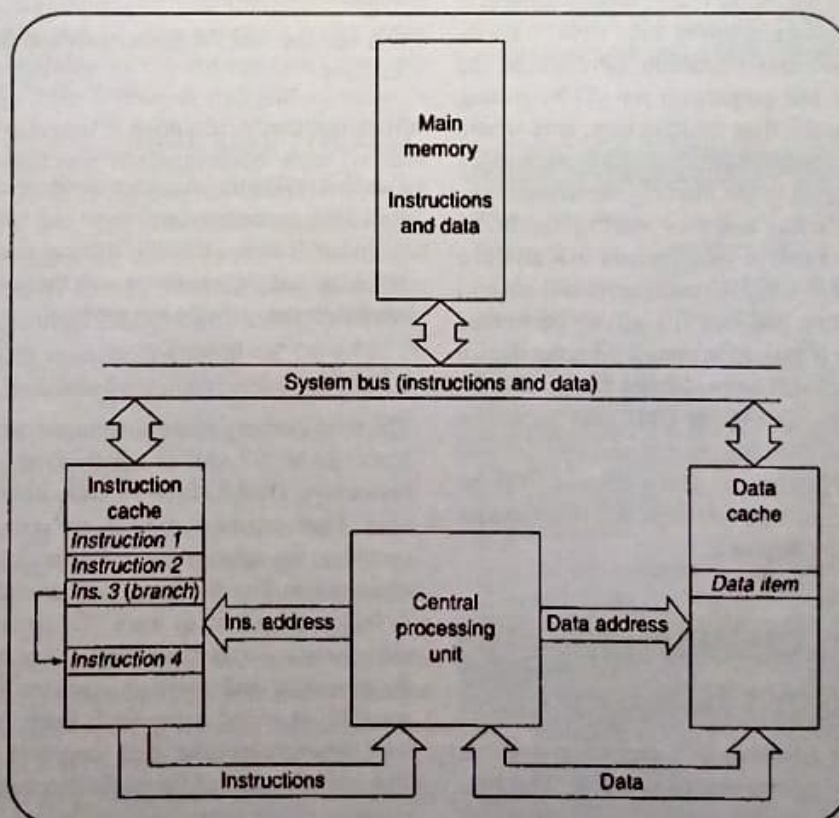 Main
memory
Instructions
and data
System bus (instructions and data)
Instruction
cache
Instruction 1
Instruction 2
Ins. 3 (branch)
Instruction 4
Ins. address
Central
processing
unit
Data address
Data
cache
Data item
Instructions
Data